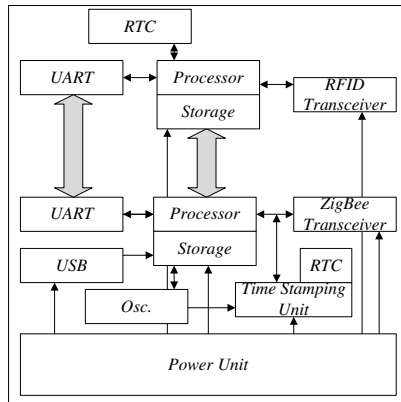 RTC
UART
Processor
RFID
Transceiver
Storage
UART
Processor
ZigBee
Transceiver
Storage
USB
RTC
Osc.
Time Stamping
Unit
Power Unit